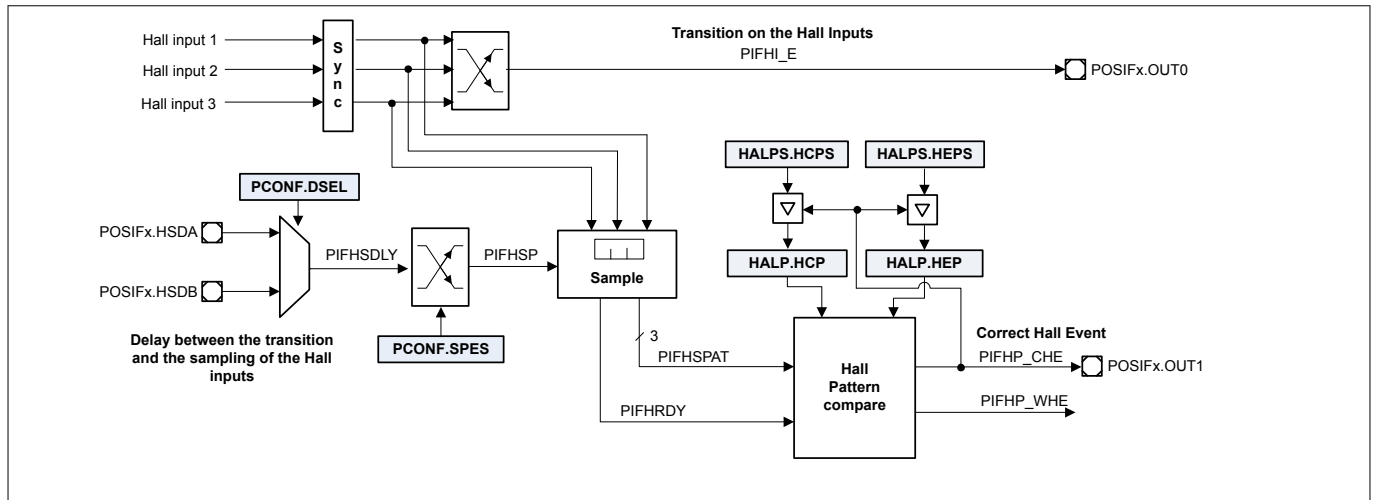 Hall input 1
Hall input 2
Hall input 3
S
y
n
c
Transition on the Hall Inputs
PIFHI_E
POSIFx.OUT0
HALPS.HCPS
HALPS.HEPS
PCONF.DSEL
POSIFx.HSDA
POSIFx.HSDB
PIFHSDLY
PIFHSP
Sample
HALP.HCP
HALP.HEP
Delay between the transition
and the sampling of the Hall
inputs
PCONF.SPES
3
PIFHSPAT
PIFHRDY
Hall
Pattern
compare
Correct Hall Event
PIFHP_CHE
POSIFx.OUT1
PIFHP_WHE